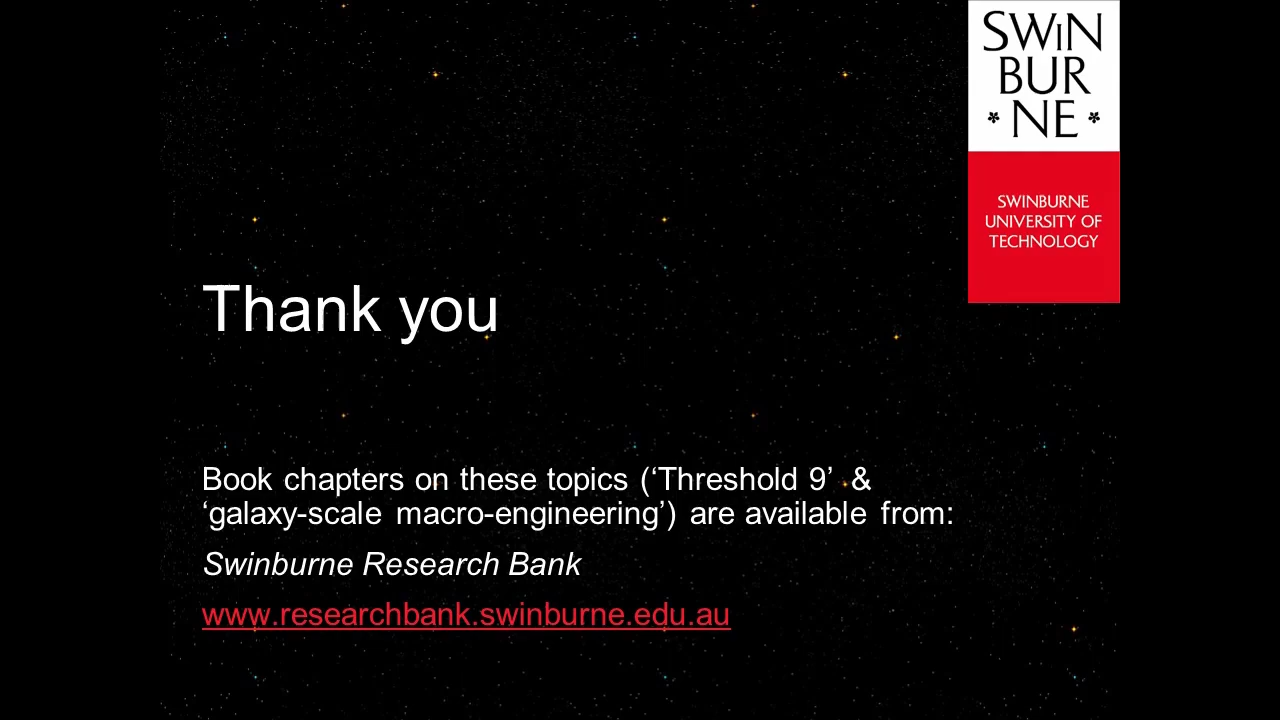 SWIN
BUR
NE
SWINBURNE
UNIVERSITY OF
TECHNOLOGY
Thank you
Book chapters on these topics (‘Threshold 9’ &
‘galaxy-scale macro-engineering’) are available from:
Swinburne Research Bank
www.researchbank.swinburne.edu.au